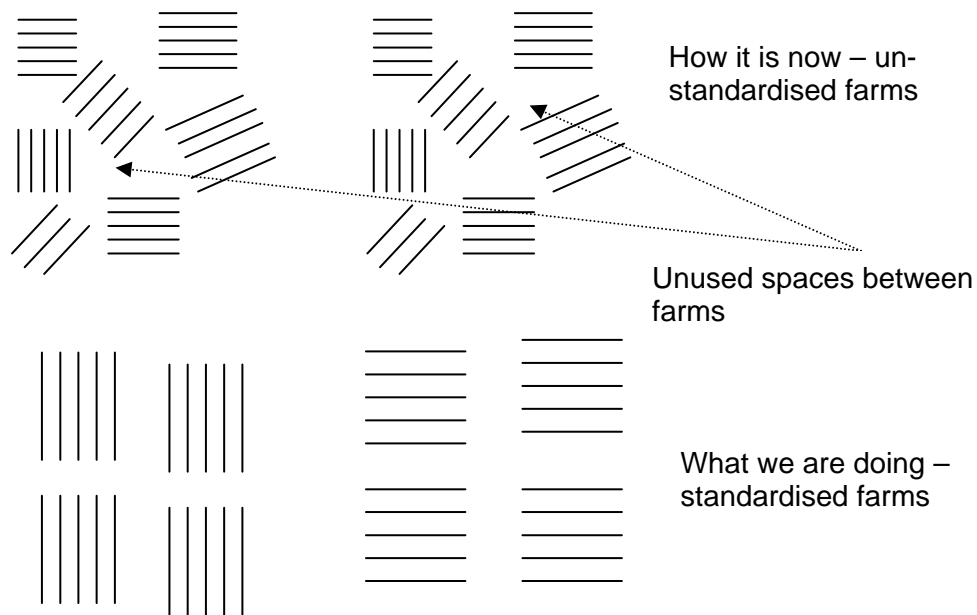 How it is now – un-
standardised farms
Unused spaces between
farms
What we are doing –
standardised farms